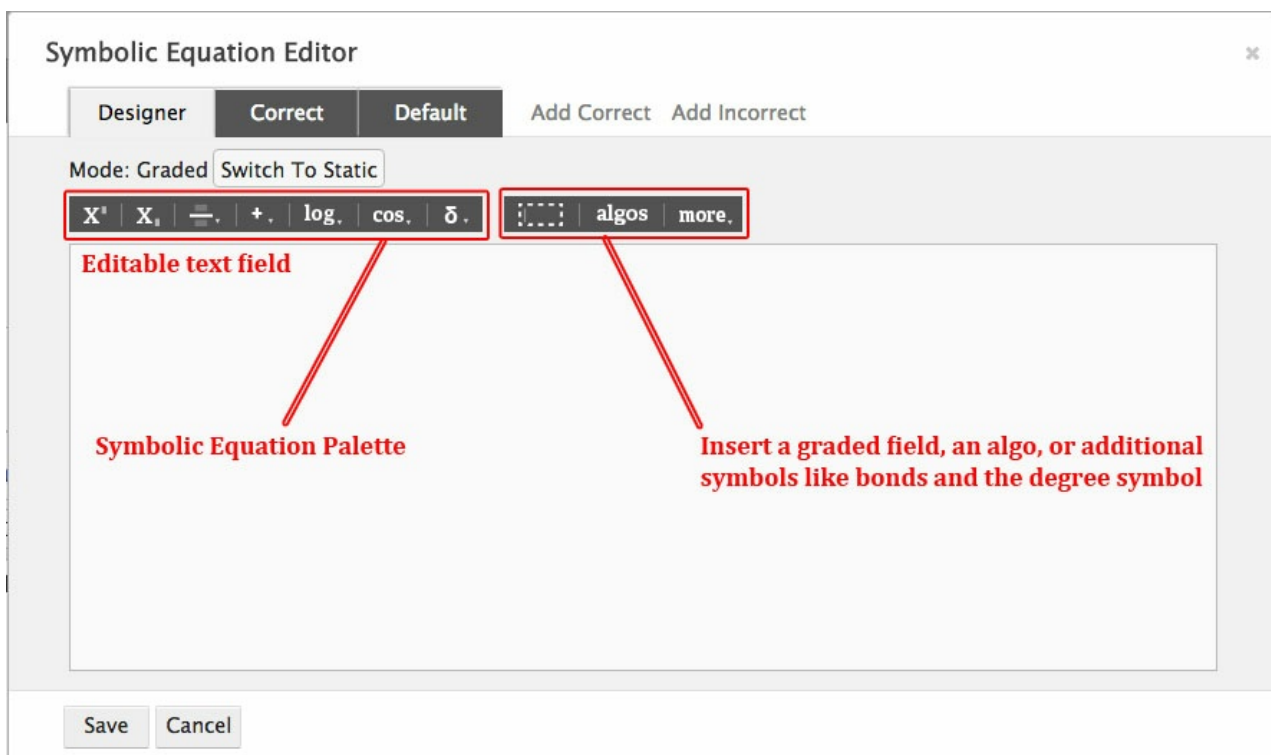 Symbolic Equation Editor ×
Designer Correct Default Add Correct Add Incorrect
Mode: Graded Switch To Static
X X + log cos δ algos more
Editable text field
Symbolic Equation Palette
Insert a graded field, an algo, or additional
symbols like bonds and the degree symbol
Save Cancel